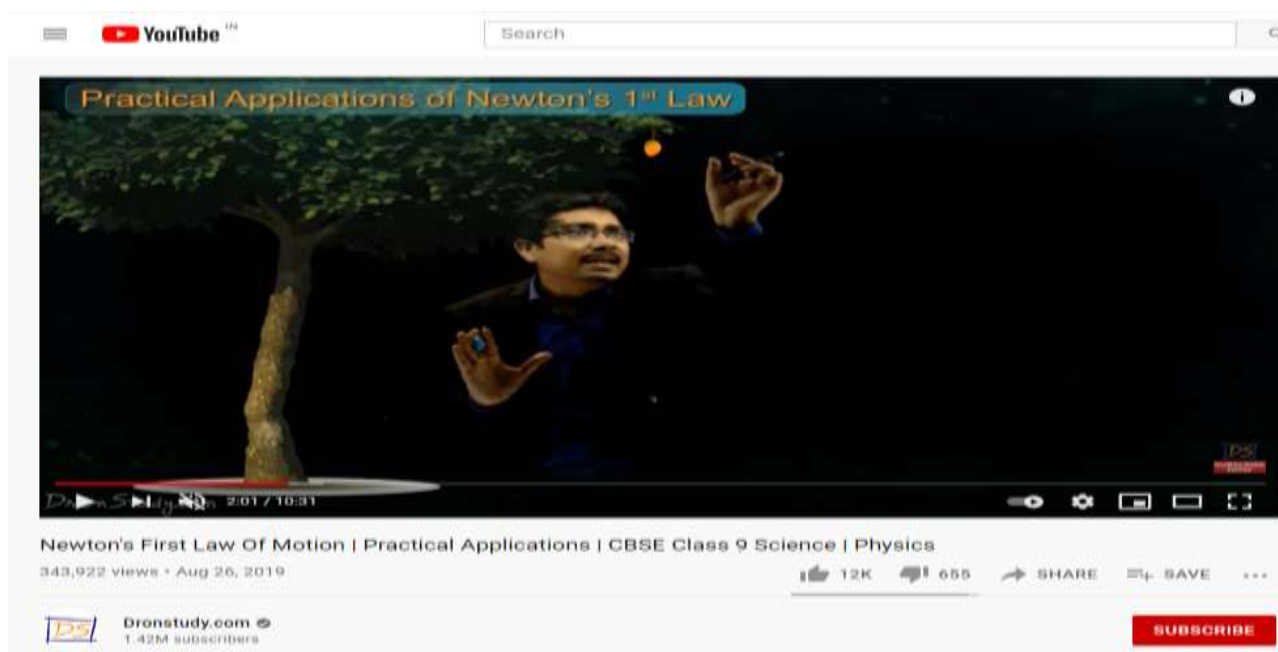 YouTube IN
Search
Practical Applications of Newton's 1st Law
DS
2:01 / 10:31
Newton's First Law Of Motion | Practical Applications | CBSE Class 9 Science | Physics
343,922 views • Aug 26, 2019
12K 655 SHARE SAVE
DS
Dronstudy.com
1.42M subscribers
SUBSCRIBE